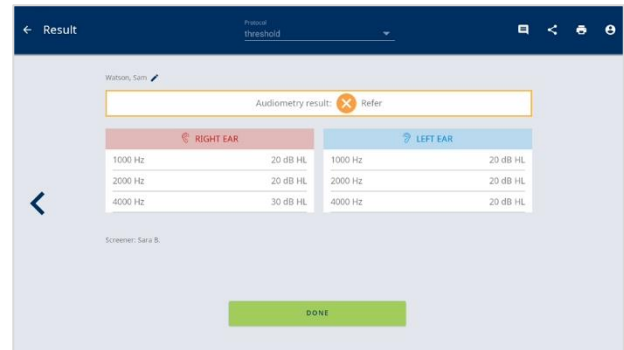 Result
Protocol
threshold
Watson, Sam
Audiometry result: Refer
RIGHT EAR
1000 Hz 20 dB HL
2000 Hz 20 dB HL
4000 Hz 30 dB HL
LEFT EAR
1000 Hz 20 dB HL
2000 Hz 20 dB HL
4000 Hz 20 dB HL
Screener: Sara B.
DONE